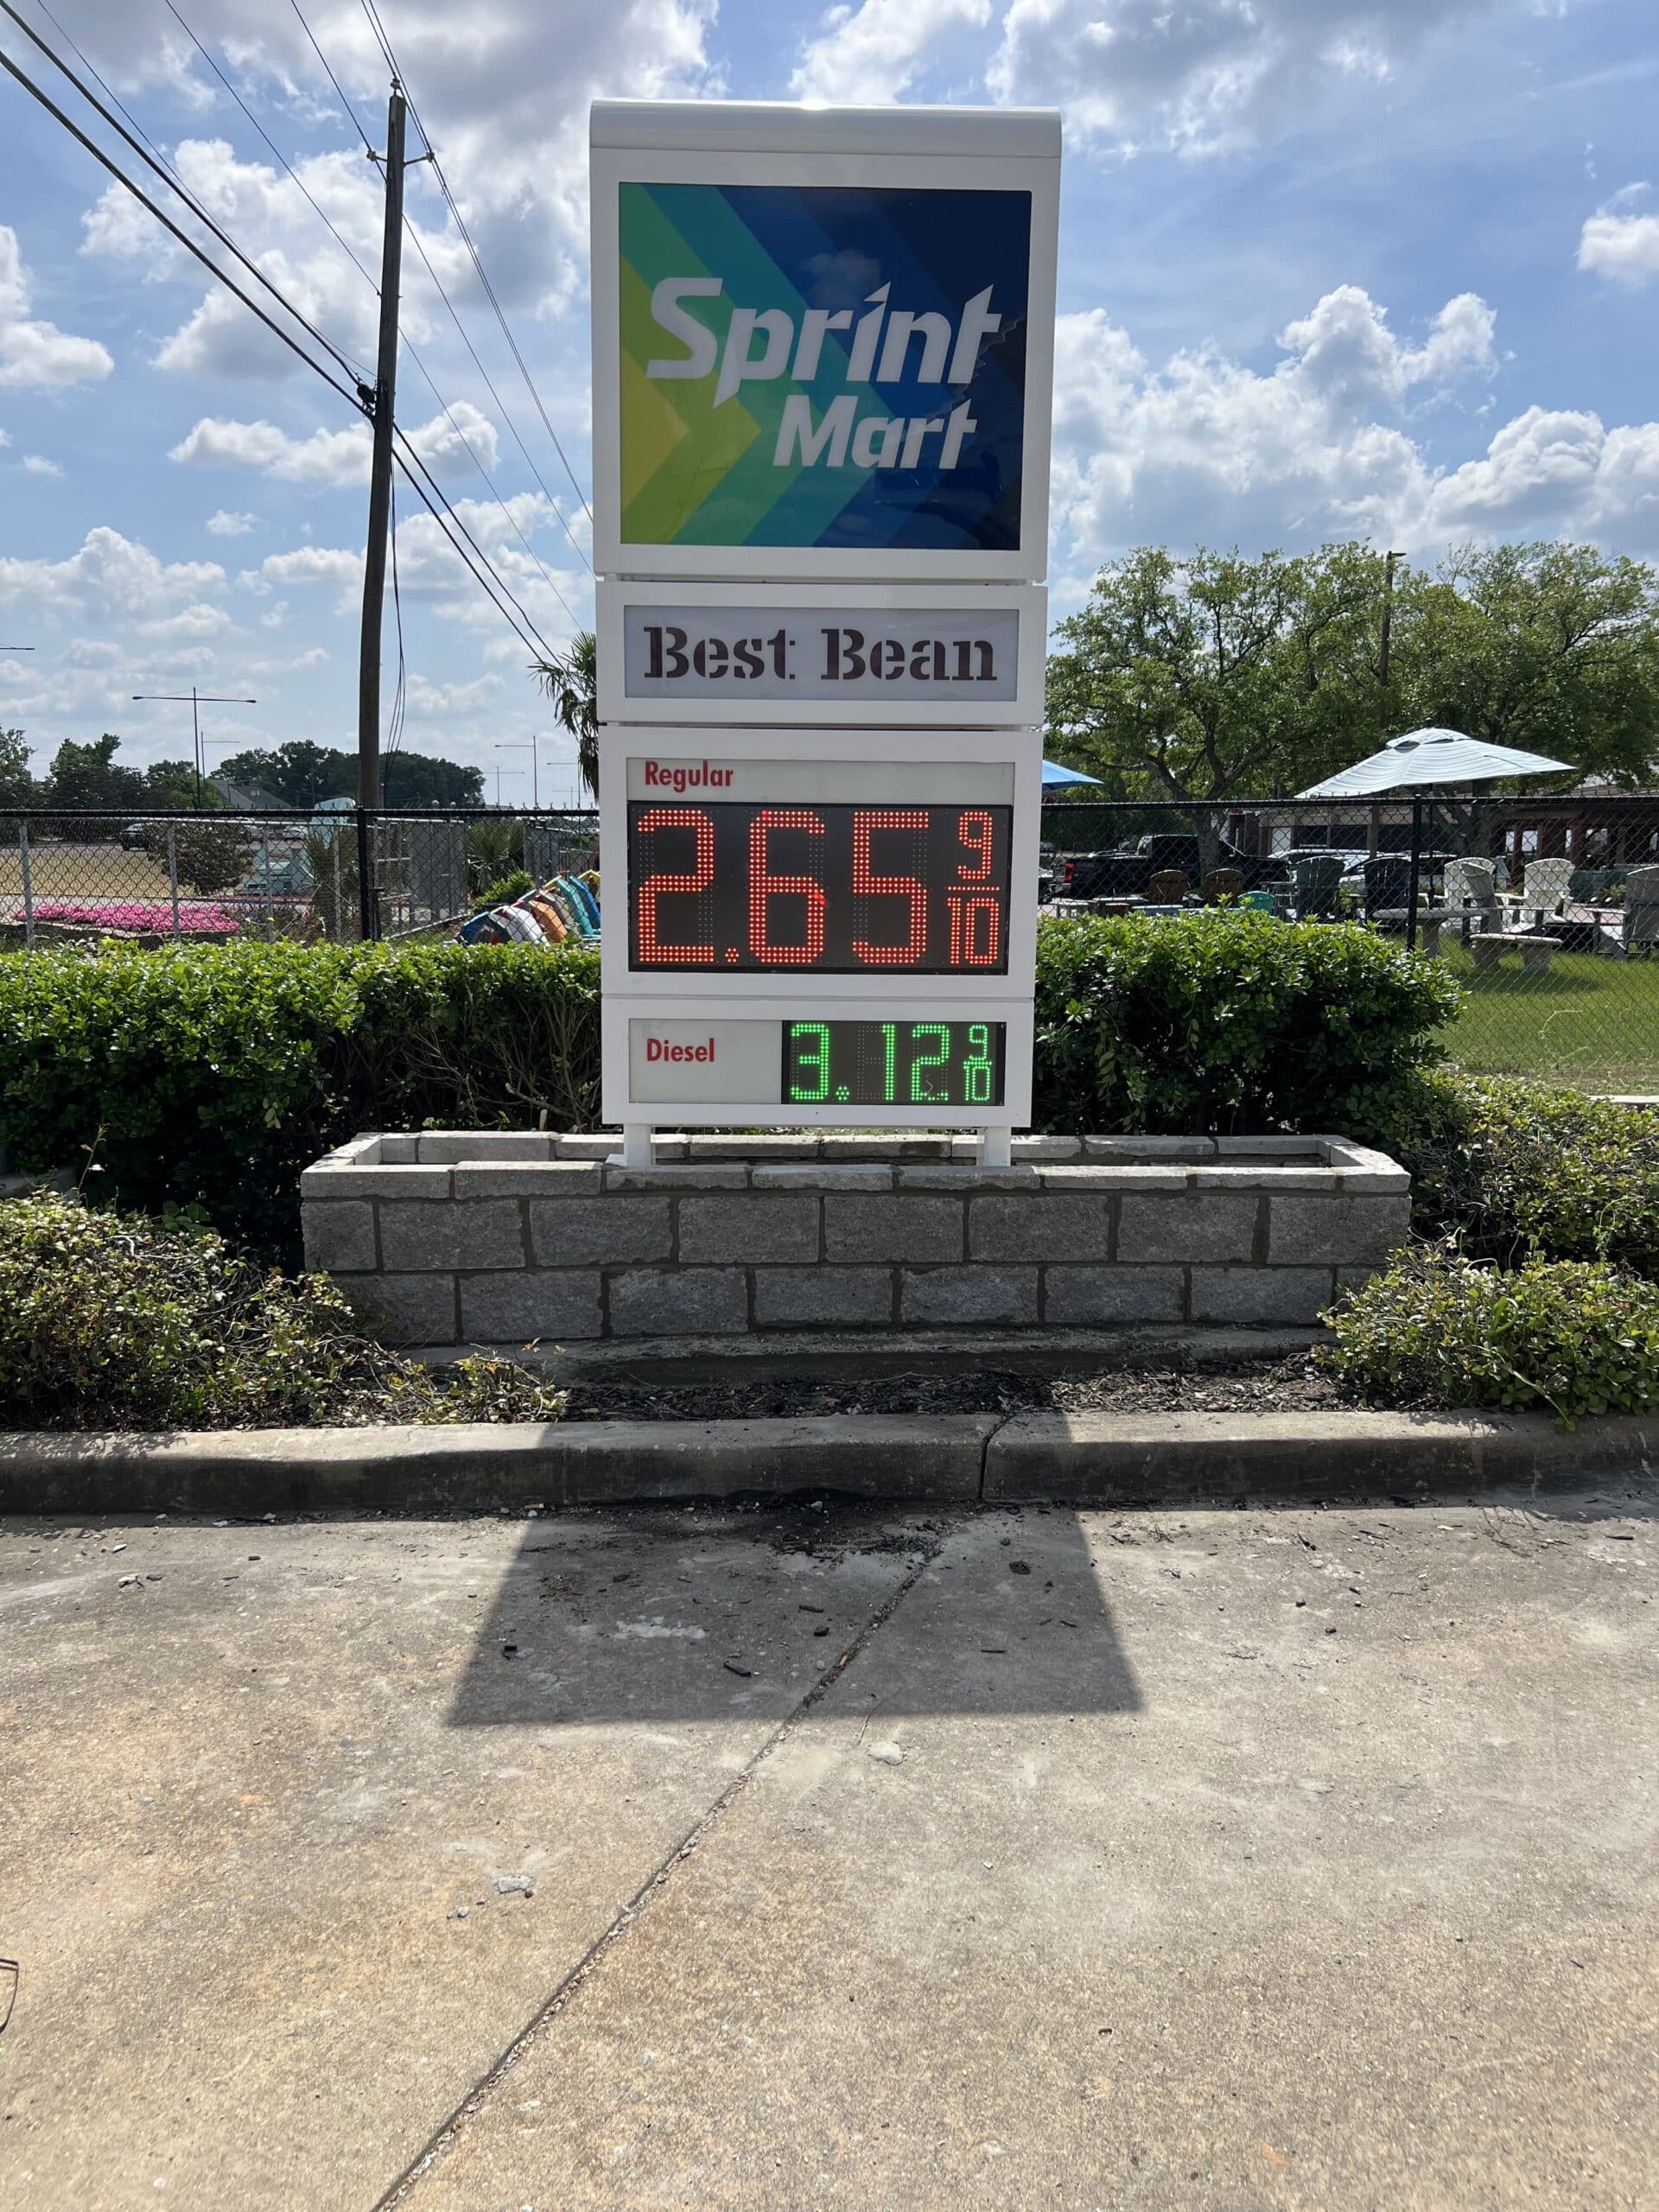 Sprint
Mart
Best Bean
Regular
2.65 9/10
Diesel
3.12 9/10